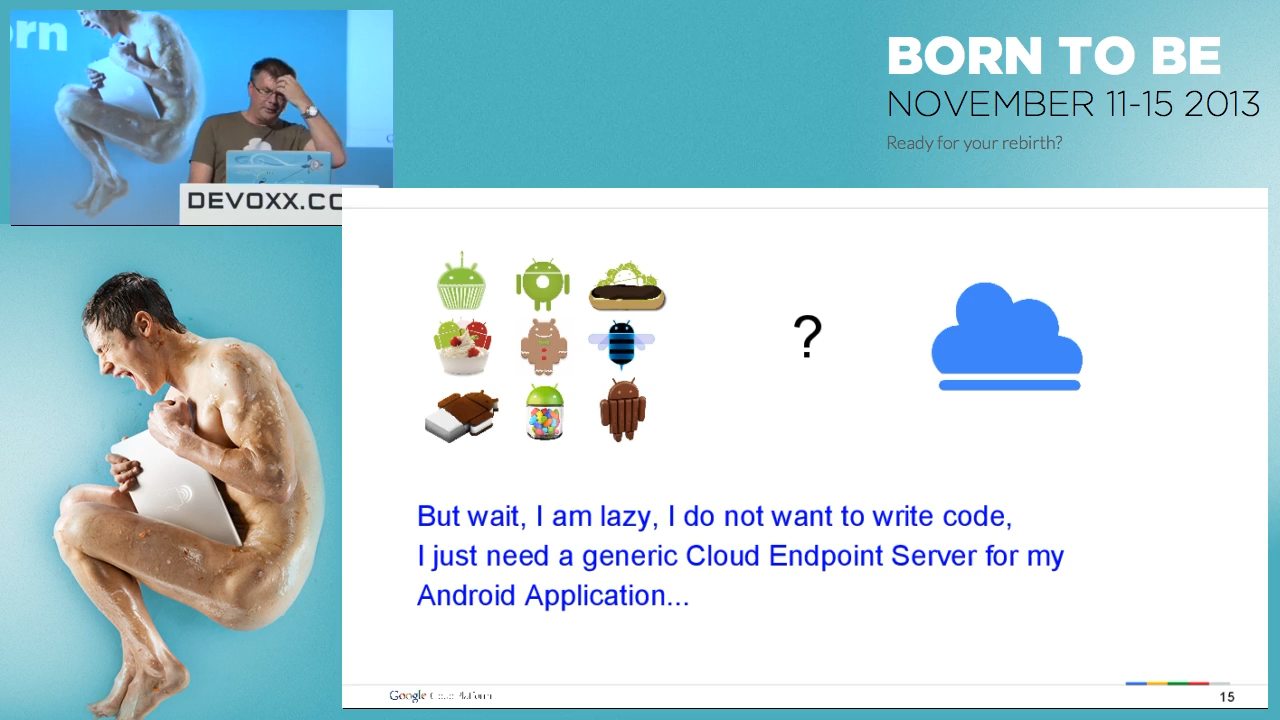 orn
BORN TO BE
NOVEMBER 11-15 2013
Ready for your rebirth?
DEVOXX.CO
?
But wait, I am lazy, I do not want to write code,
I just need a generic Cloud Endpoint Server for my
Android Application...
Google
15